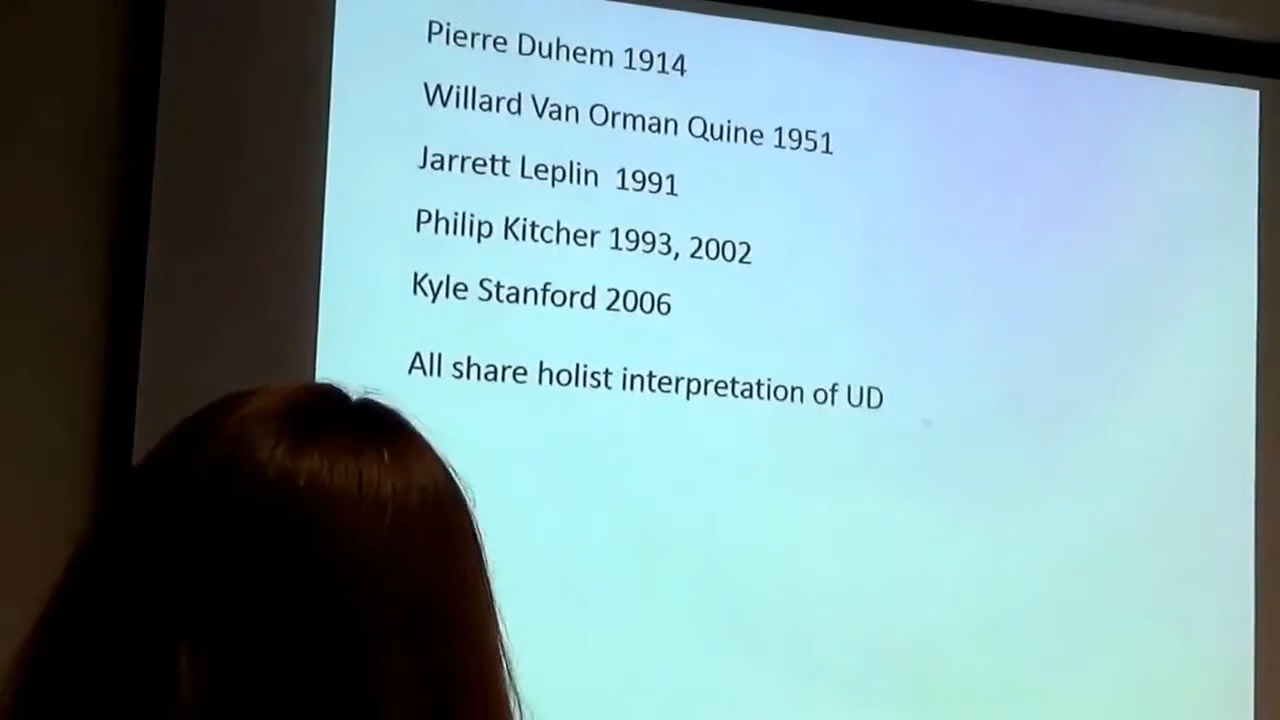 Pierre Duhem 1914
Willard Van Orman Quine 1951
Jarrett Leplin 1991
Philip Kitcher 1993, 2002
Kyle Stanford 2006
All share holist interpretation of UD